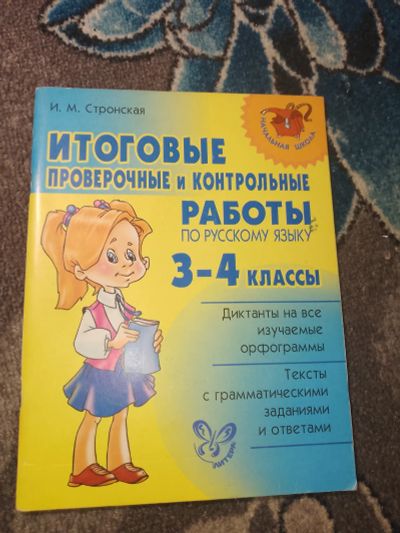 И. М. Стронская
НАЧАЛЬНАЯ ШКОЛА
ИТОГОВЫЕ
ПРОВЕРОЧНЫЕ и КОНТРОЛЬНЫЕ
РАБОТЫ
ПО РУССКОМУ ЯЗЫКУ
3–4 КЛАССЫ
Диктанты на все
изучаемые
орфограммы
Тексты
с грамматическими
заданиями
и ответами
ЛИТЕРА